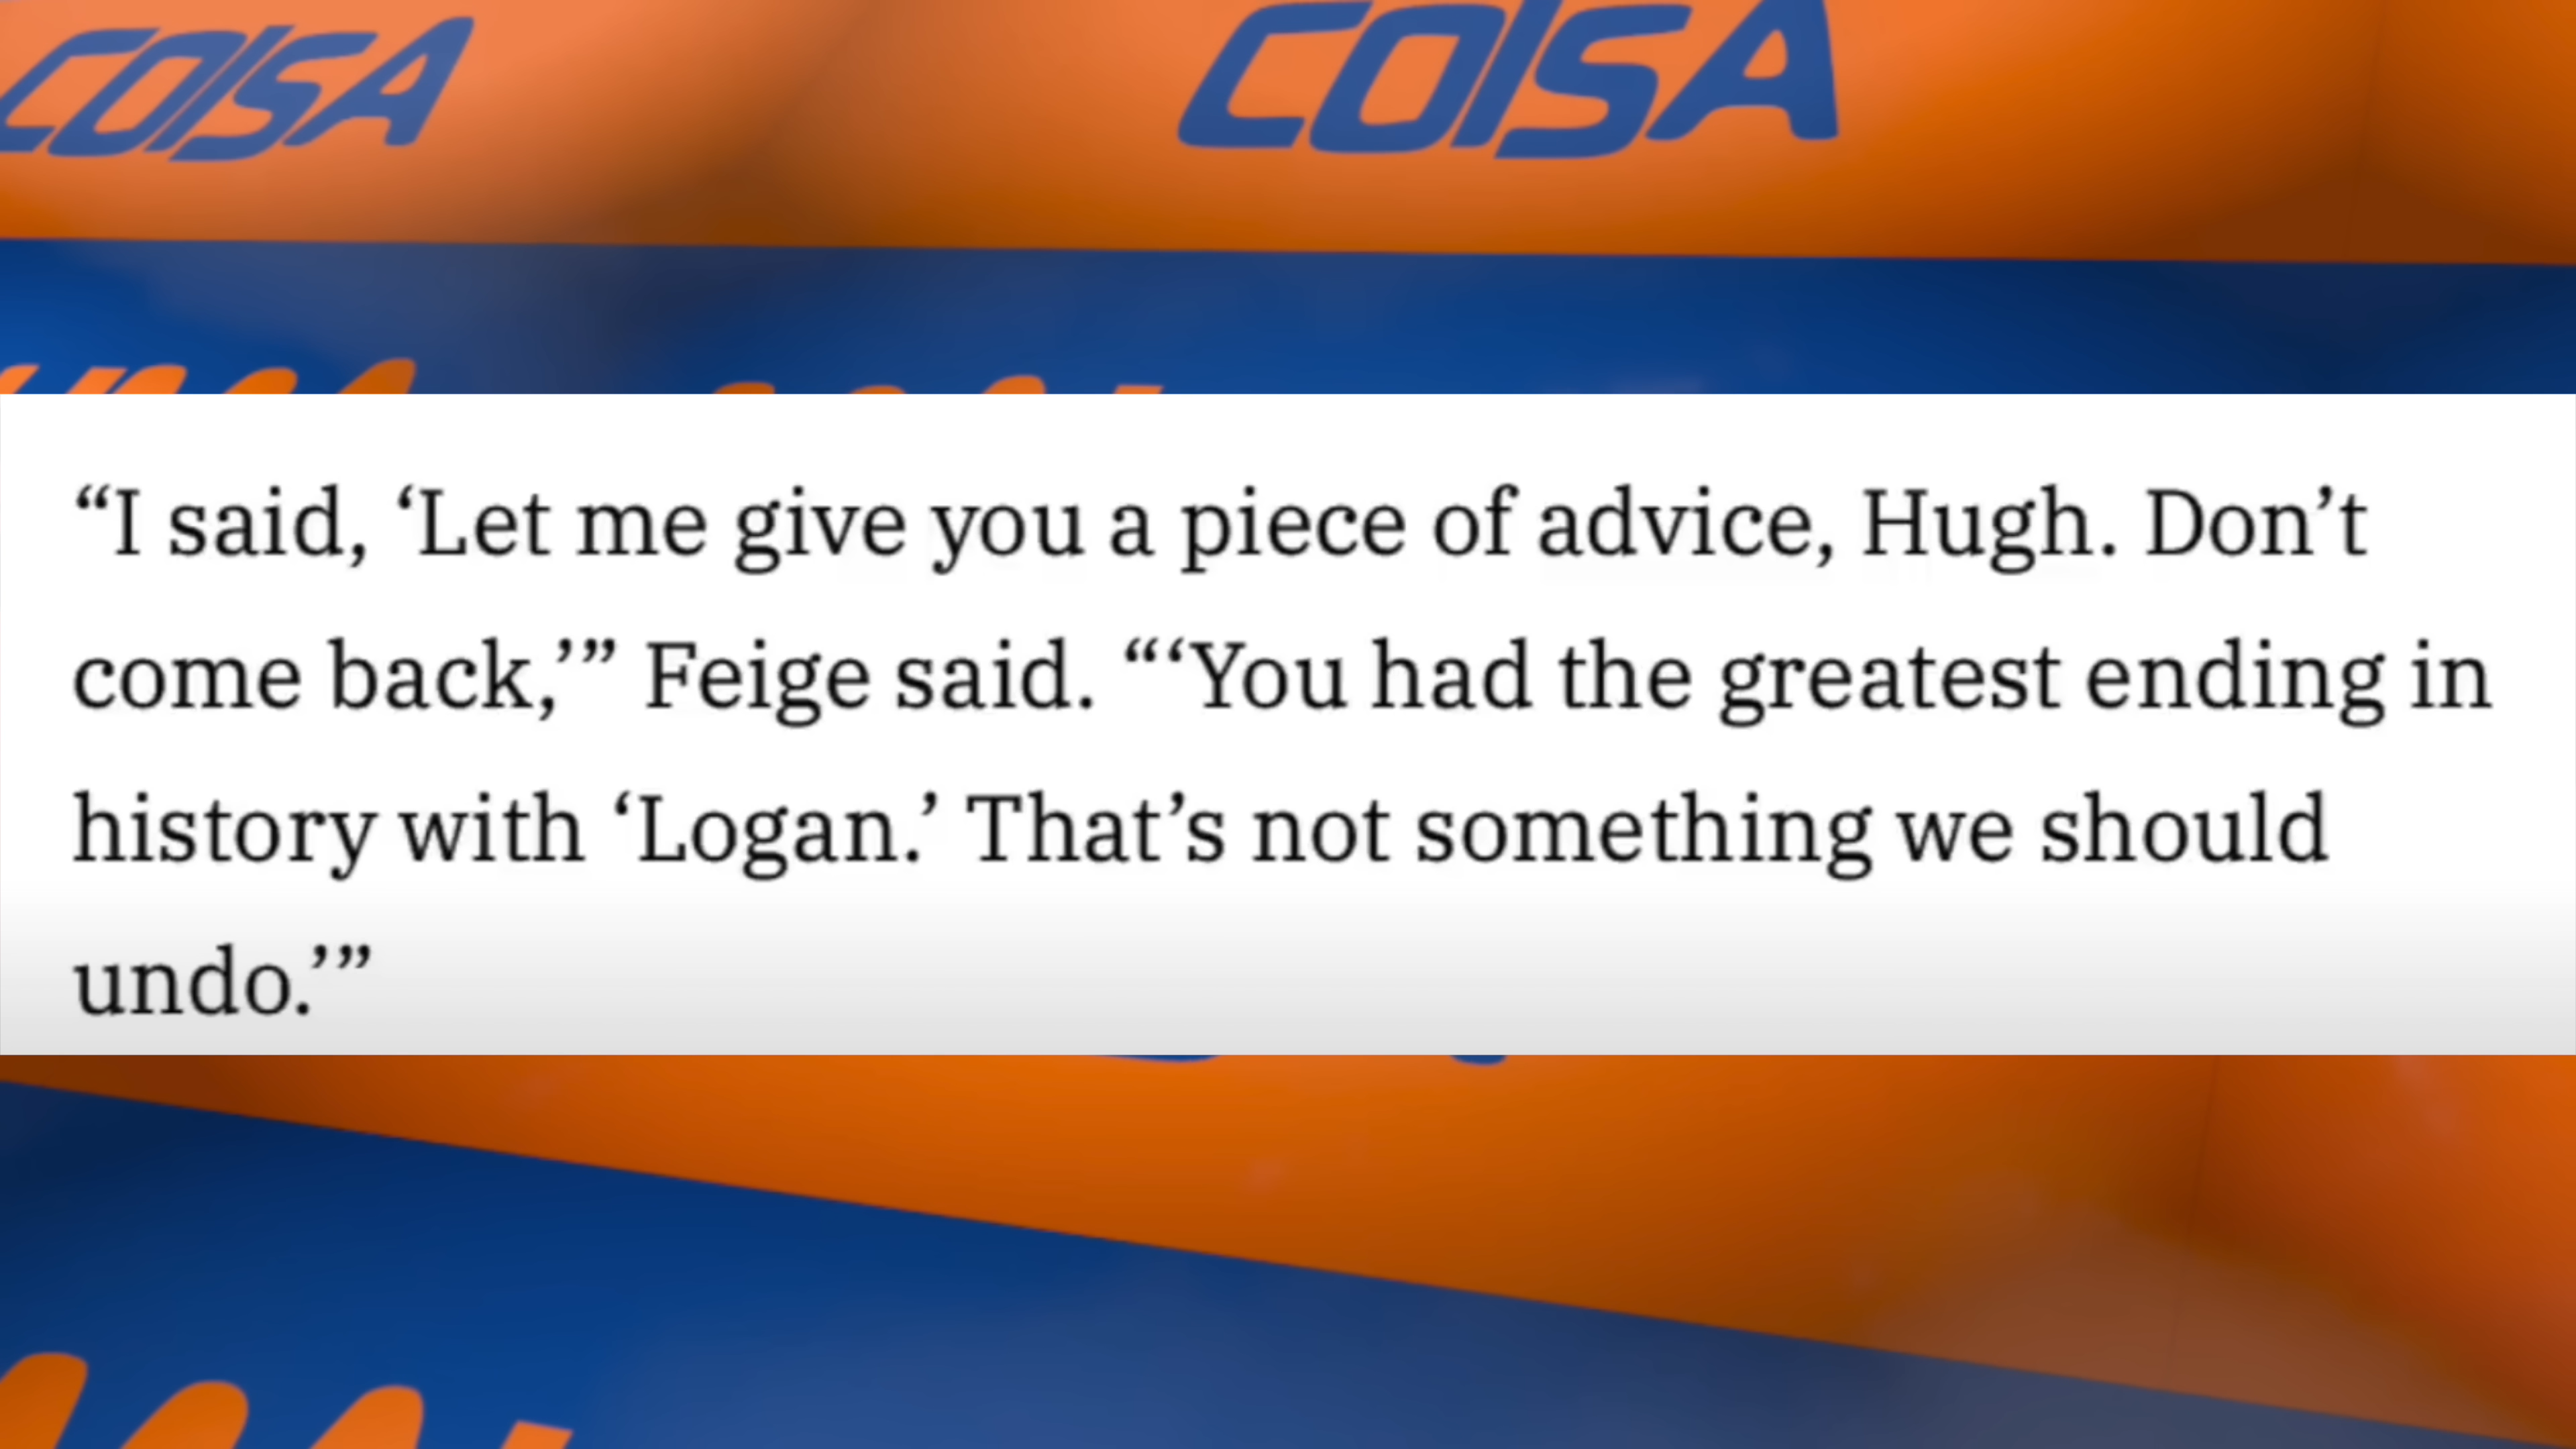 COISA COISA
“I said, ‘Let me give you a piece of advice, Hugh. Don’t
come back,’” Feige said. “‘You had the greatest ending in
history with ‘Logan.’ That’s not something we should
undo.’”